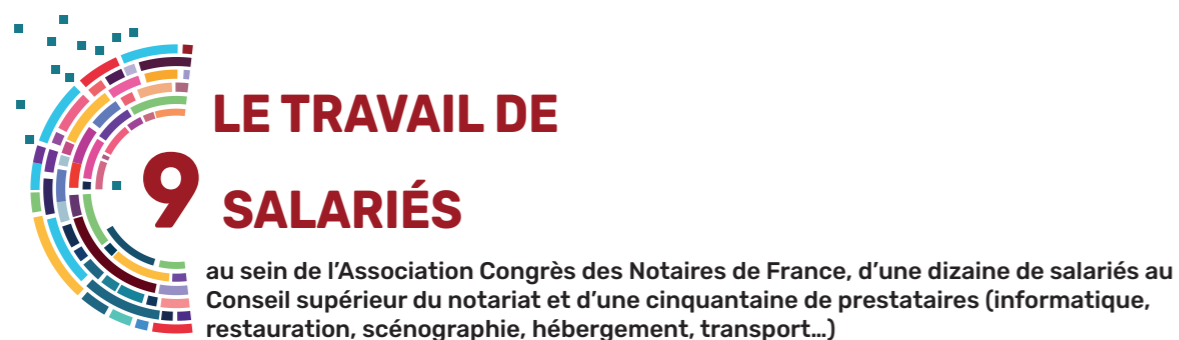 LE TRAVAIL DE
9 SALARIÉS
au sein de l’Association Congrès des Notaires de France, d’une dizaine de salariés au
Conseil supérieur du notariat et d’une cinquantaine de prestataires (informatique,
restauration, scénographie, hébergement, transport…)